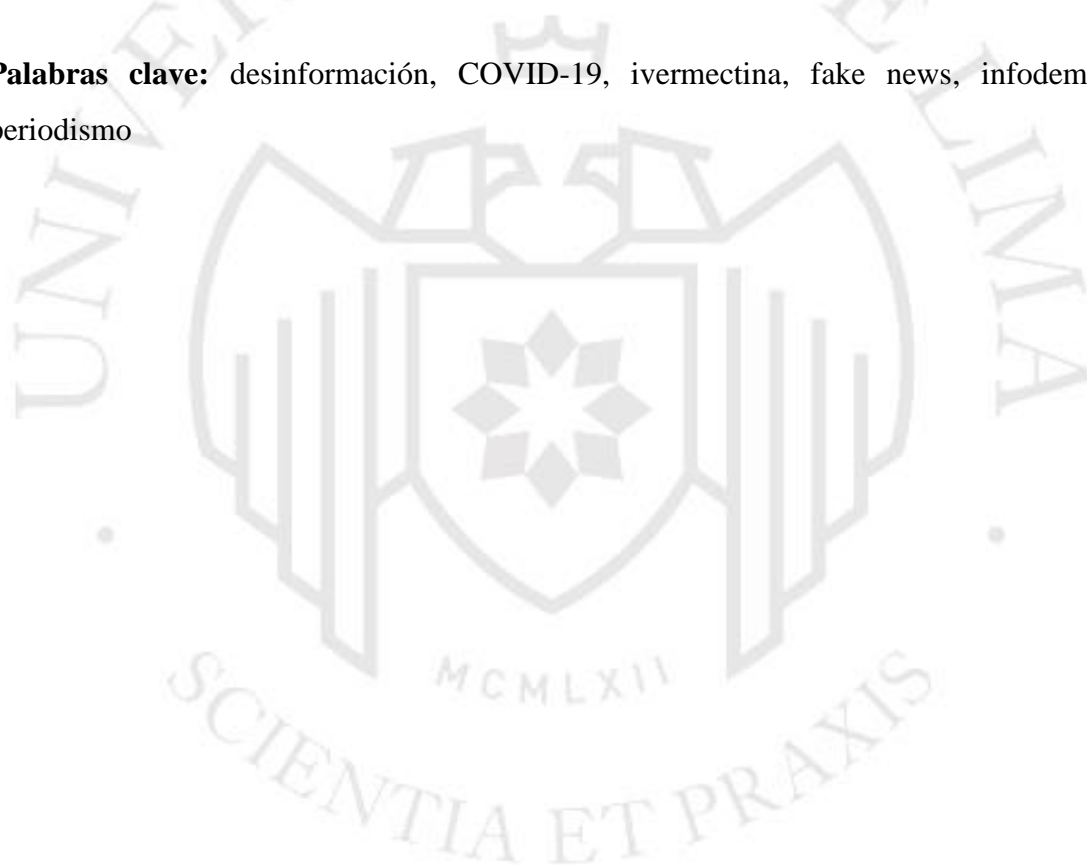 Palabras clave: desinformación, COVID-19, ivermectina, fake news, infodem
periodismo
MCMLXII
SCIENTIA ET PRAXIS